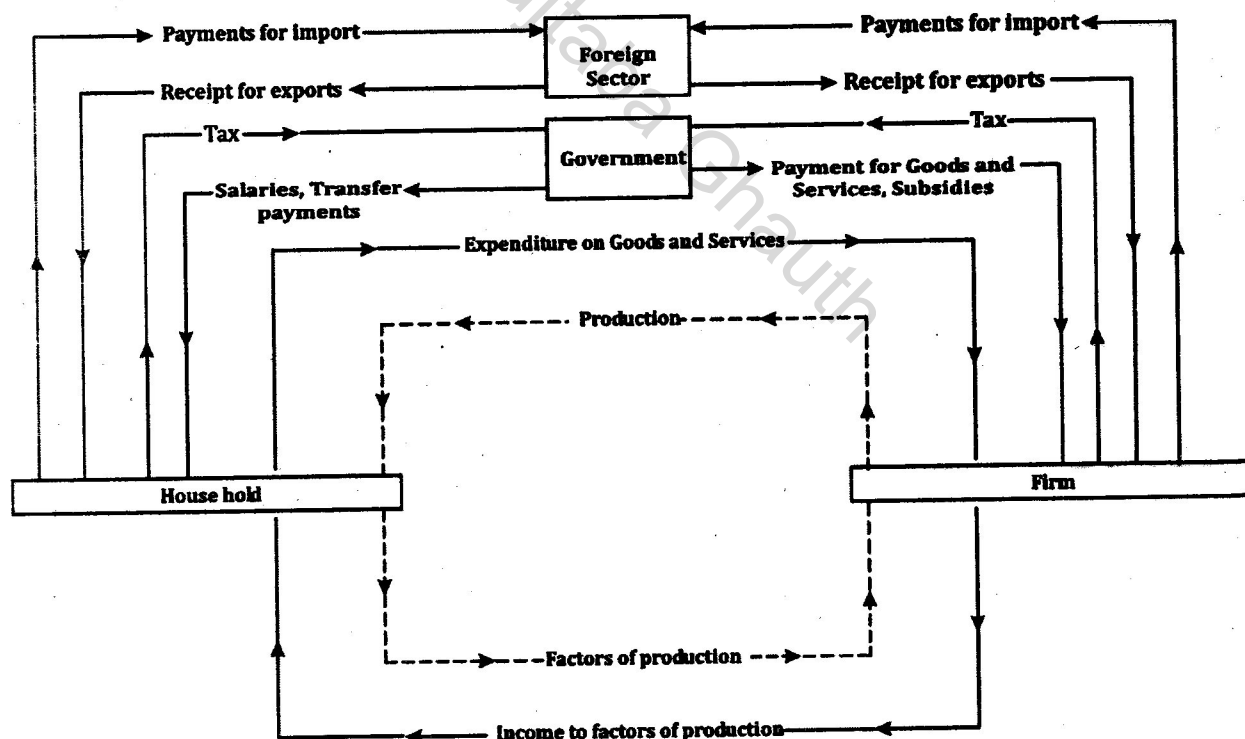 Payments for import
Payments for import
Foreign
Sector
Receipt for exports
Receipt for exports
Tax
Tax
Government
Payment for Goods and
Services, Subsidies
Salaries, Transfer
payments
Expenditure on Goods and Services
Production
House hold
Firm
Factors of production
Income to factors of production
Ghauth